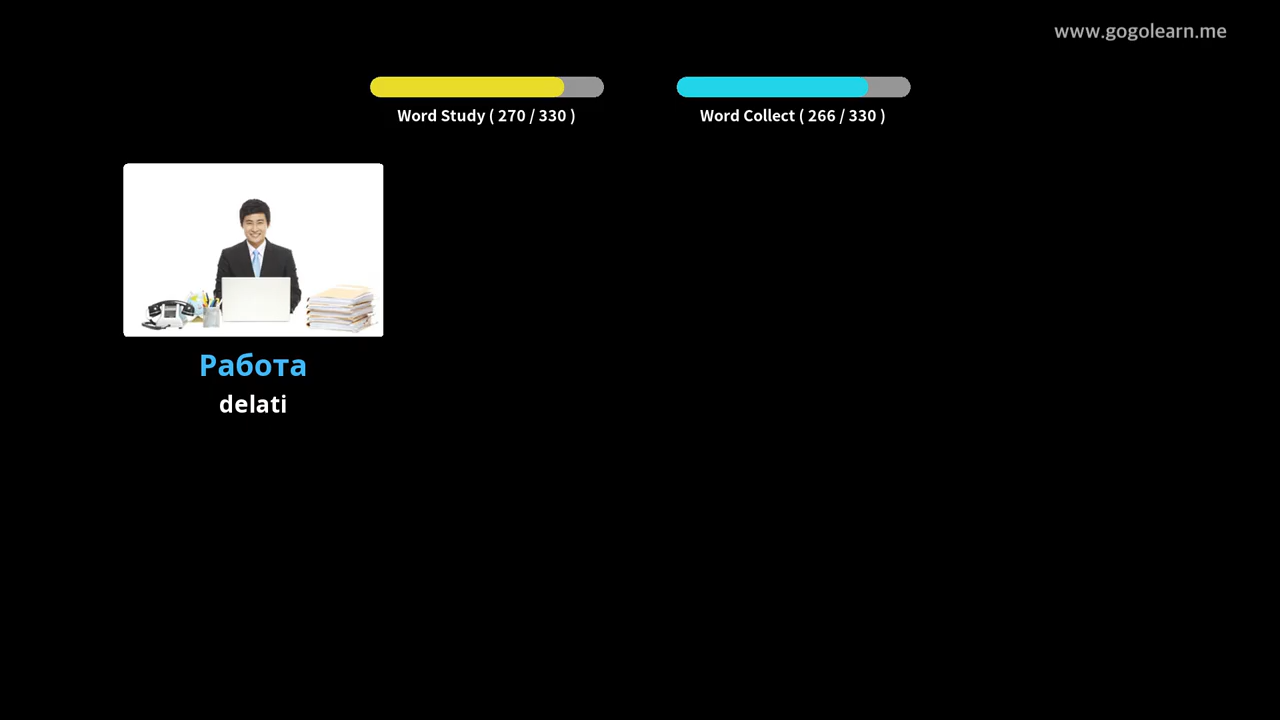 www.gogolearn.me
Word Study ( 270 / 330 )
Word Collect ( 266 / 330 )
Работа
delati